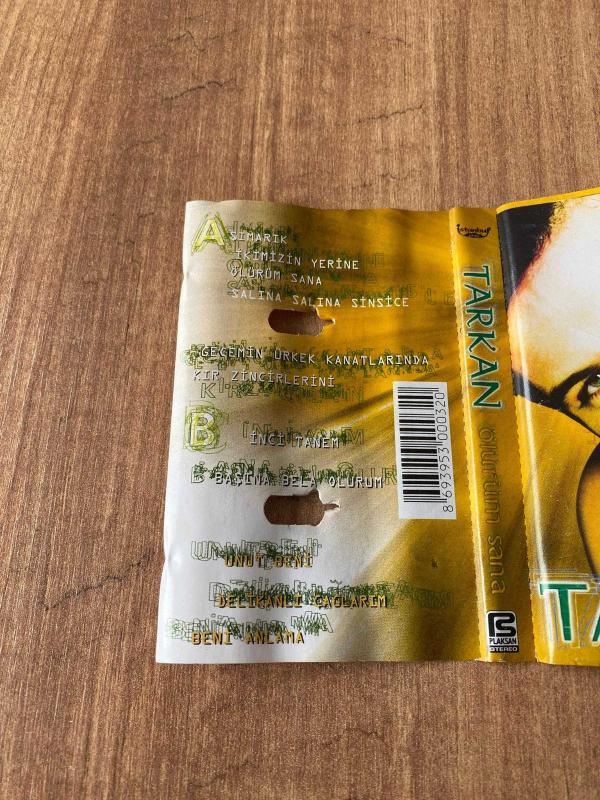 A
ŞIMARIK
İKİMİZİN YERİNE
ÖLÜRÜM SANA
SALINA SALINA SİNSİCE
GECEMİN ÜRKEK KANATLARINDA
KIR ZİNCİRLERİNİ
B
İNCİ TANEM
BAŞINA BELA OLURUM
UNUT BENİ
DELİKANLI ÇAĞLARIM
BENİ ANLAMA
8 693953 000320
istanbul
TARKAN
ölürüm sana
PLAKSAN
STEREO
TA